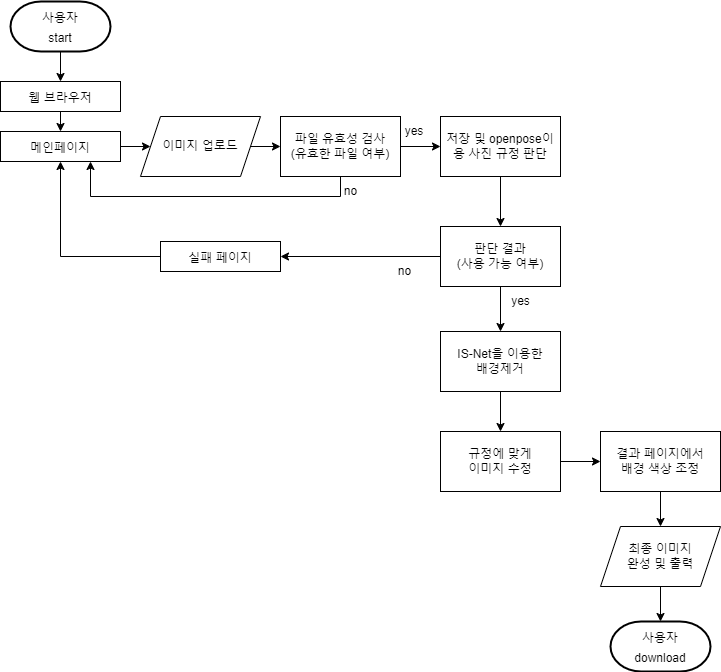 사용자
start
웹 브라우저
메인페이지
이미지 업로드
파일 유효성 검사
(유효한 파일 여부)
yes
저장 및 openpose이
용 사진 규정 판단
no
실패 페이지
판단 결과
(사용 가능 여부)
no
yes
IS-Net을 이용한
배경제거
규정에 맞게
이미지 수정
결과 페이지에서
배경 색상 조정
최종 이미지
완성 및 출력
사용자
download